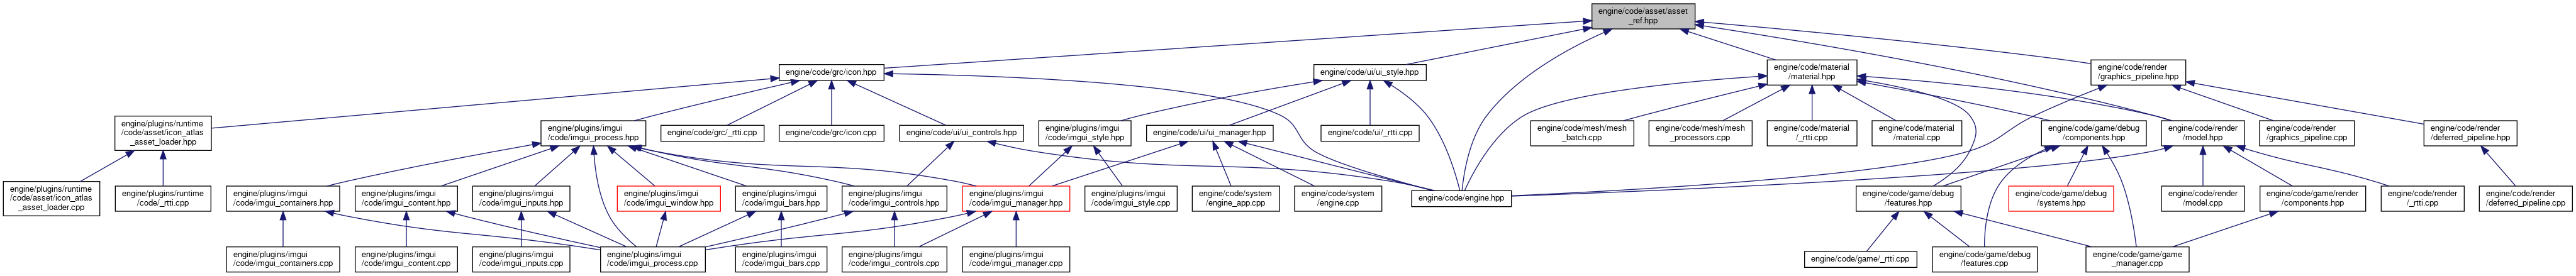 engine/code/asset/asset
_ref.hpp
engine/code/grc/icon.hpp
engine/code/ui/ui_style.hpp
engine/code/material
/material.hpp
engine/code/render
/graphics_pipeline.hpp
engine/plugins/runtime
/code/asset/icon_atlas
_asset_loader.hpp
engine/plugins/imgui
/code/imgui_process.hpp
engine/code/grc/_rtti.cpp
engine/code/grc/icon.cpp
engine/code/ui/ui_controls.hpp
engine/plugins/imgui
/code/imgui_style.hpp
engine/code/ui/ui_manager.hpp
engine/code/ui/_rtti.cpp
engine/code/mesh/mesh
_batch.cpp
engine/code/mesh/mesh
_processors.cpp
engine/code/material
/_rtti.cpp
engine/code/material
/material.cpp
engine/code/game/debug
/components.hpp
engine/code/render
/model.hpp
engine/code/render
/graphics_pipeline.cpp
engine/code/render
/deferred_pipeline.hpp
engine/plugins/runtime
/code/asset/icon_atlas
_asset_loader.cpp
engine/plugins/runtime
/code/_rtti.cpp
engine/plugins/imgui
/code/imgui_containers.hpp
engine/plugins/imgui
/code/imgui_content.hpp
engine/plugins/imgui
/code/imgui_inputs.hpp
engine/plugins/imgui
/code/imgui_window.hpp
engine/plugins/imgui
/code/imgui_bars.hpp
engine/plugins/imgui
/code/imgui_controls.hpp
engine/plugins/imgui
/code/imgui_manager.hpp
engine/plugins/imgui
/code/imgui_style.cpp
engine/code/system
/engine_app.cpp
engine/code/system
/engine.cpp
engine/code/engine.hpp
engine/code/game/debug
/features.hpp
engine/code/game/debug
/systems.hpp
engine/code/render
/model.cpp
engine/code/game/render
/components.hpp
engine/code/render
/_rtti.cpp
engine/code/render
/deferred_pipeline.cpp
engine/plugins/imgui
/code/imgui_containers.cpp
engine/plugins/imgui
/code/imgui_content.cpp
engine/plugins/imgui
/code/imgui_inputs.cpp
engine/plugins/imgui
/code/imgui_process.cpp
engine/plugins/imgui
/code/imgui_bars.cpp
engine/plugins/imgui
/code/imgui_controls.cpp
engine/plugins/imgui
/code/imgui_manager.cpp
engine/code/game/_rtti.cpp
engine/code/game/debug
/features.cpp
engine/code/game/game
_manager.cpp